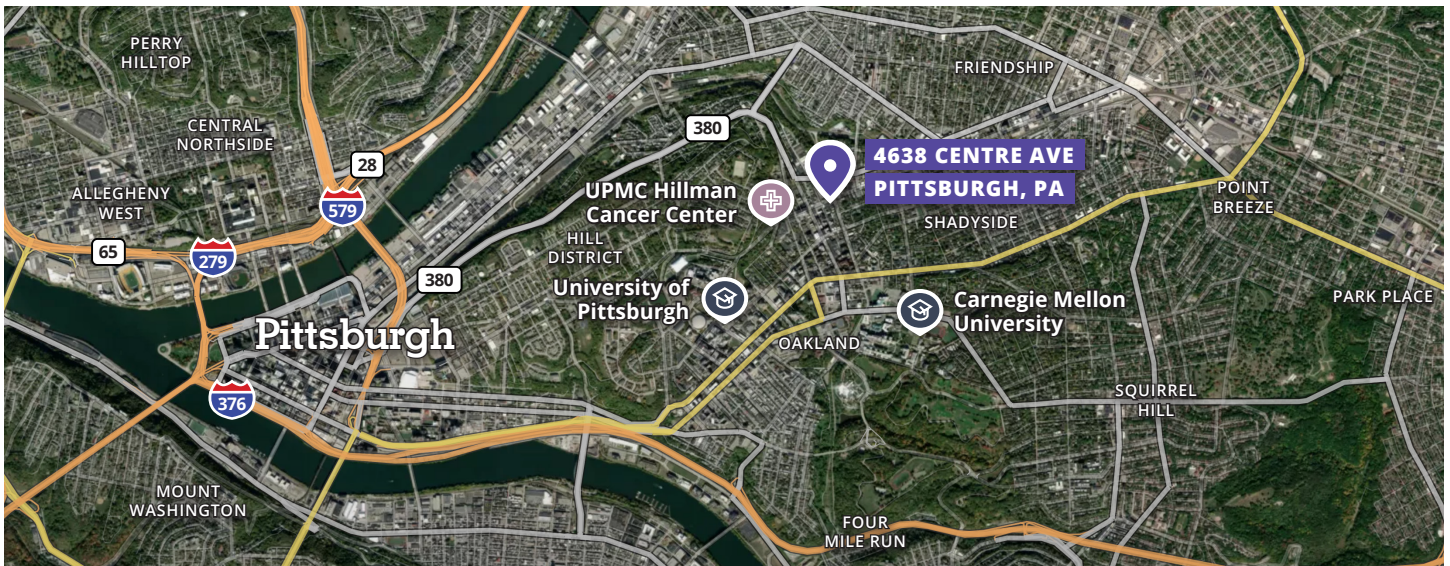 PERRY
HILLTOP
FRIENDSHIP
CENTRAL
NORTHSIDE
380
28
4638 CENTRE AVE
PITTSBURGH, PA
ALLEGHENY
WEST
579
UPMC Hillman
Cancer Center
POINT
BREEZE
SHADYSIDE
65
279
HILL
DISTRICT
380
University of
Pittsburgh
Carnegie Mellon
University
PARK PLACE
Pittsburgh
OAKLAND
376
SQUIRREL
HILL
MOUNT
WASHINGTON
FOUR
MILE RUN